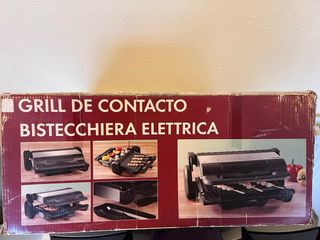 GRILL DE CONTACTO
BISTECCHIERA ELETTRICA